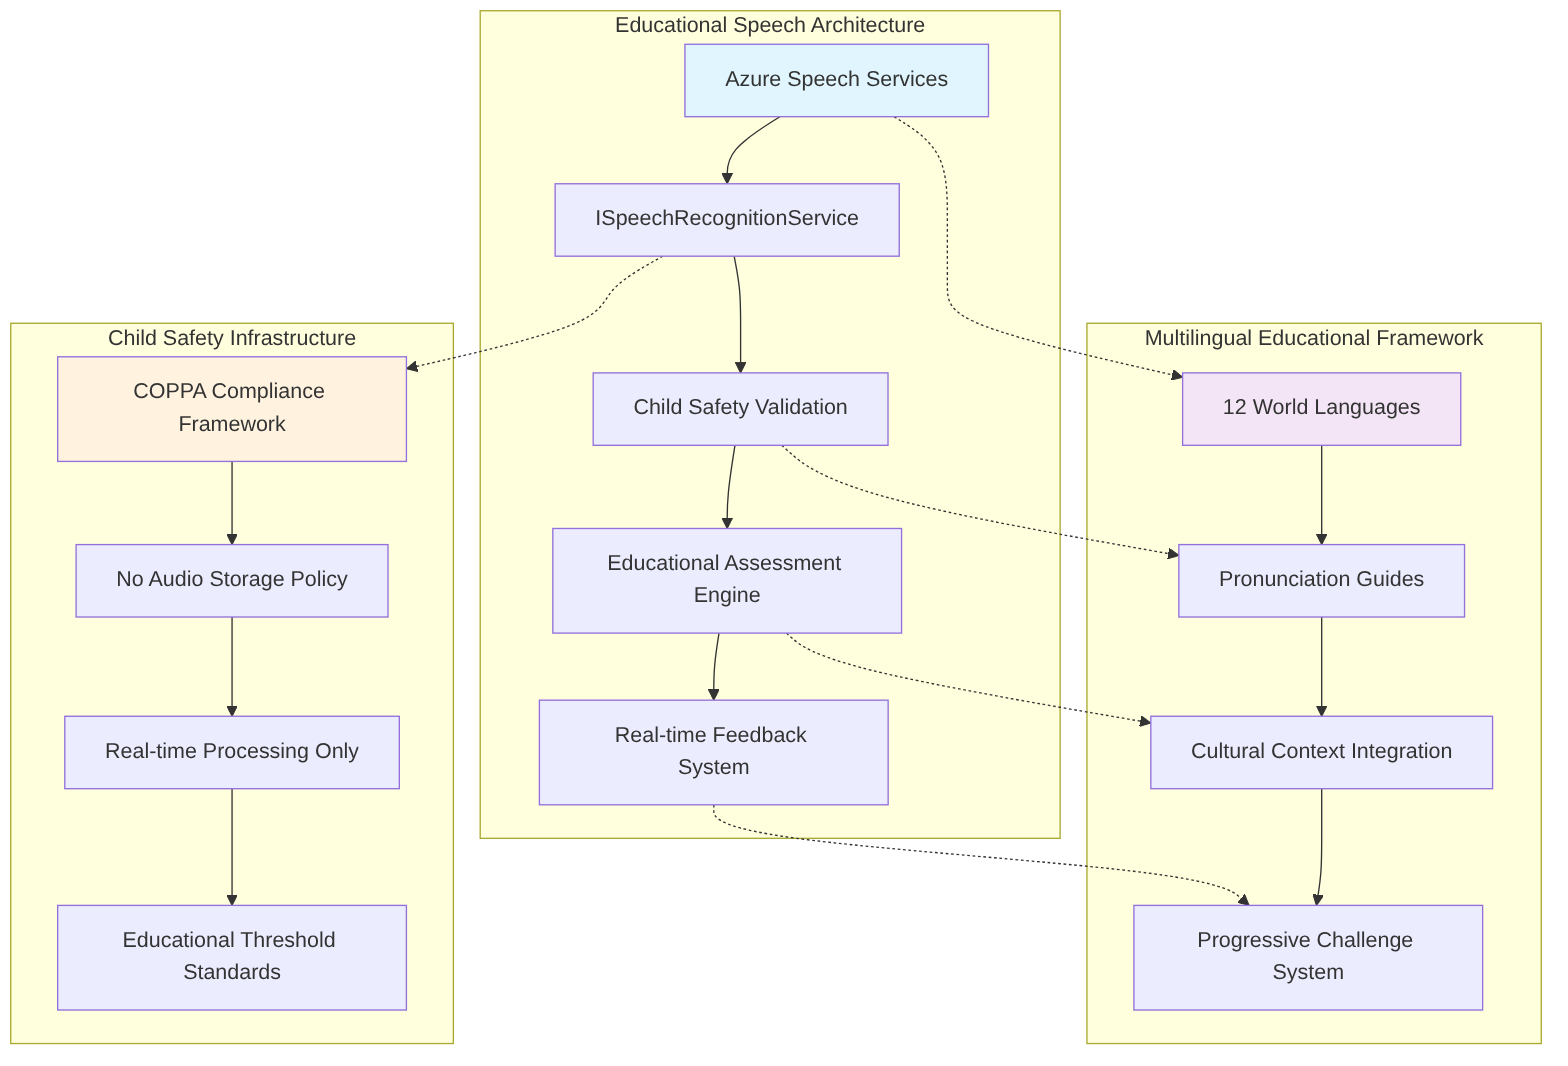 Educational Speech Architecture
Azure Speech Services
ISpeechRecognitionService
Child Safety Validation
Educational Assessment
Engine
Real-time Feedback
System
Child Safety Infrastructure
COPPA Compliance
Framework
No Audio Storage Policy
Real-time Processing Only
Educational Threshold
Standards
Multilingual Educational Framework
12 World Languages
Pronunciation Guides
Cultural Context Integration
Progressive Challenge
System